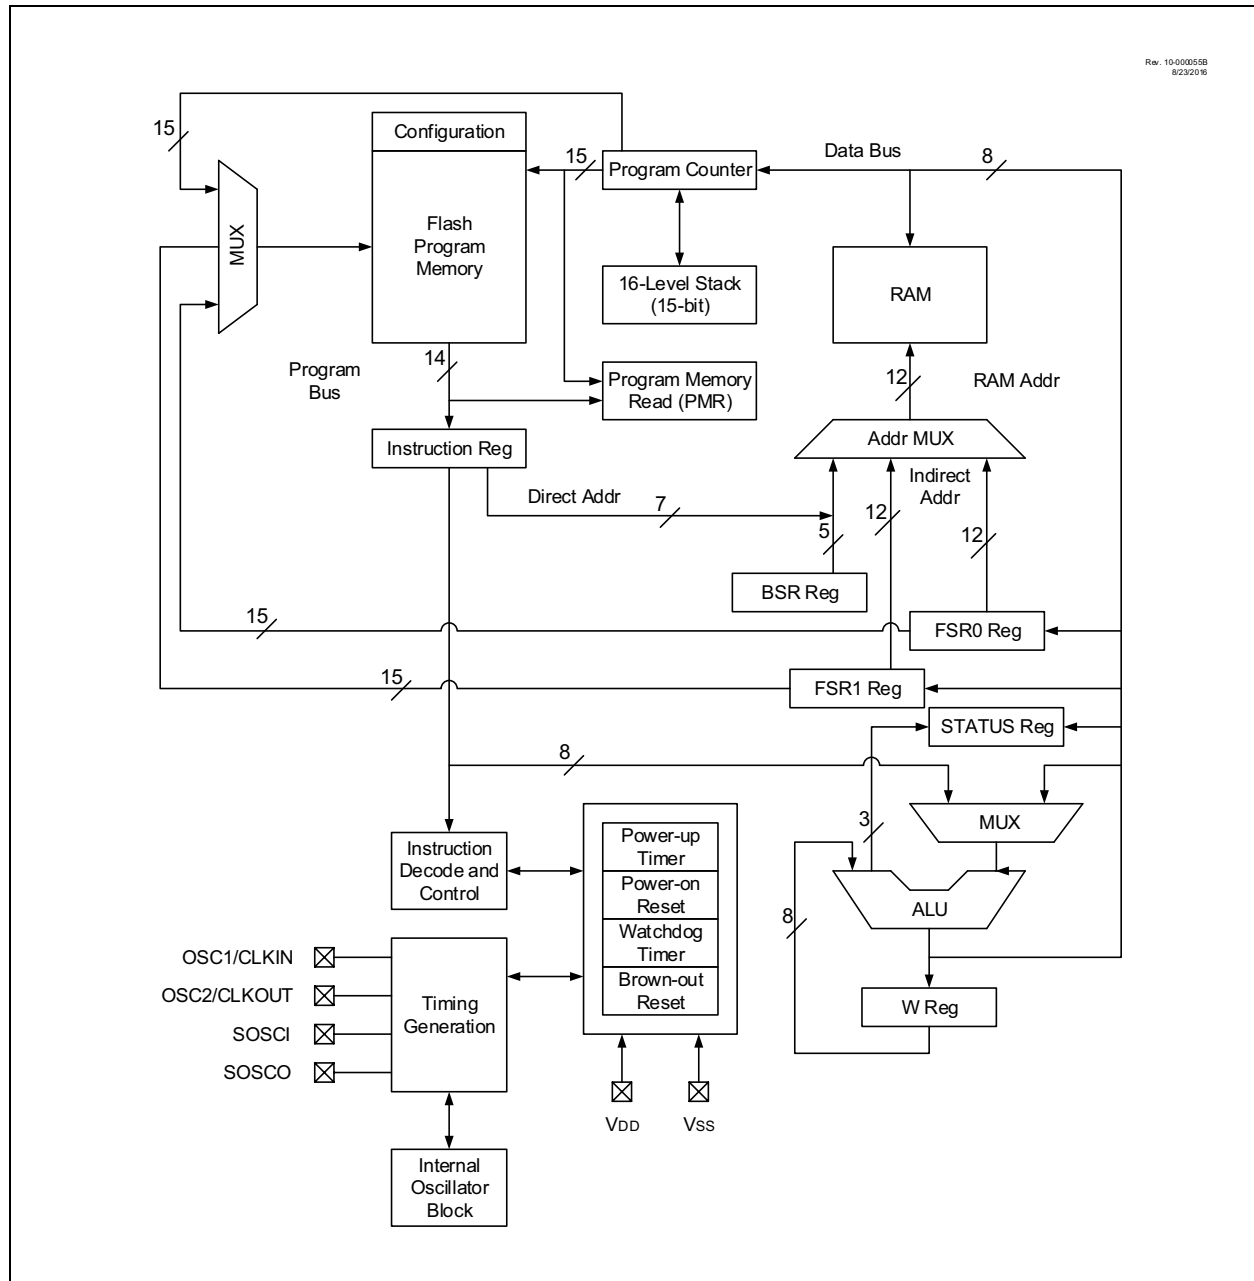 Rev. 10-000055B
8/23/2016
15
Configuration
15
Program Counter
Data Bus
8
MUX
Flash
Program
Memory
16-Level Stack
(15-bit)
RAM
Program
Bus
14
Program Memory
Read (PMR)
12
RAM Addr
Instruction Reg
Addr MUX
Direct Addr
7
5
12
Indirect
Addr
12
BSR Reg
15
FSR0 Reg
15
FSR1 Reg
STATUS Reg
8
3
MUX
Instruction
Decode and
Control
Power-up
Timer
Power-on
Reset
Watchdog
Timer
Brown-out
Reset
8
ALU
W Reg
OSC1/CLKIN
OSC2/CLKOUT
SOSCI
SOSCO
Timing
Generation
VDD
VSS
Internal
Oscillator
Block